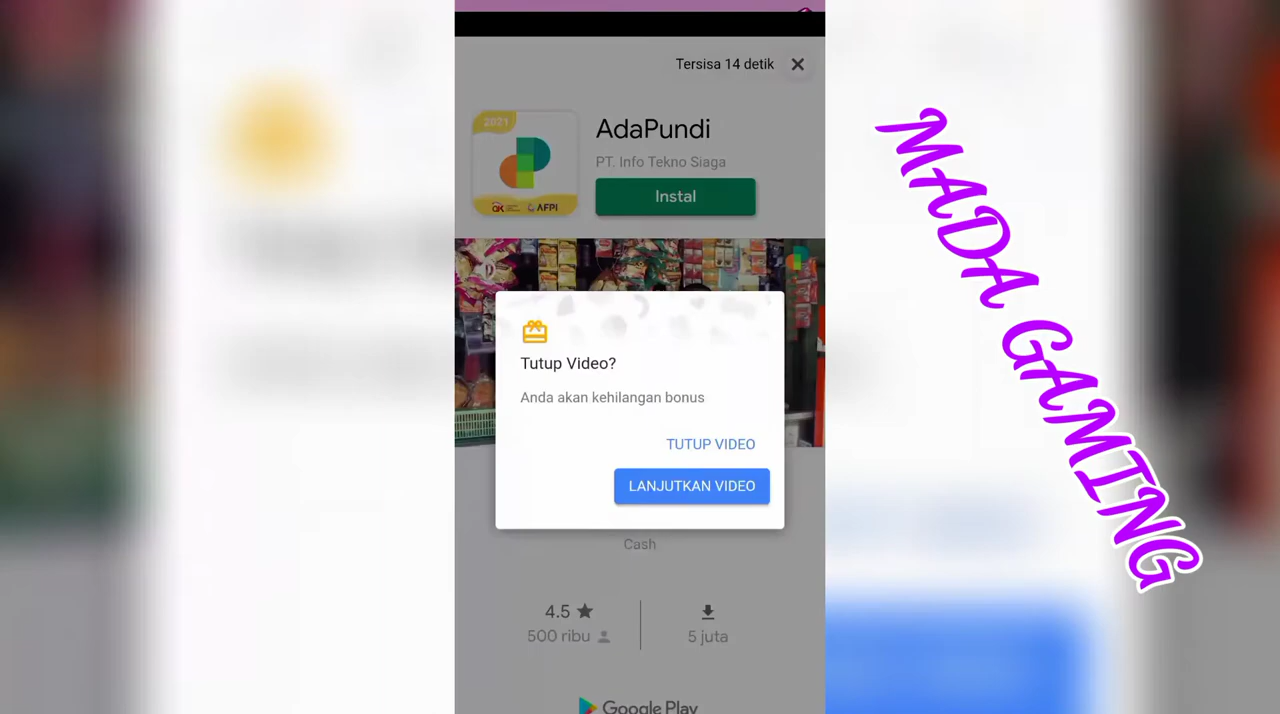 Tersisa 14 detik
2021
AdaPundi
PT. Info Tekno Siaga
Instal
AFPI
Tutup Video?
Anda akan kehilangan bonus
TUTUP VIDEO
LANJUTKAN VIDEO
Cash
4.5
500 ribu
5 juta
Google Play
MADA GAMING